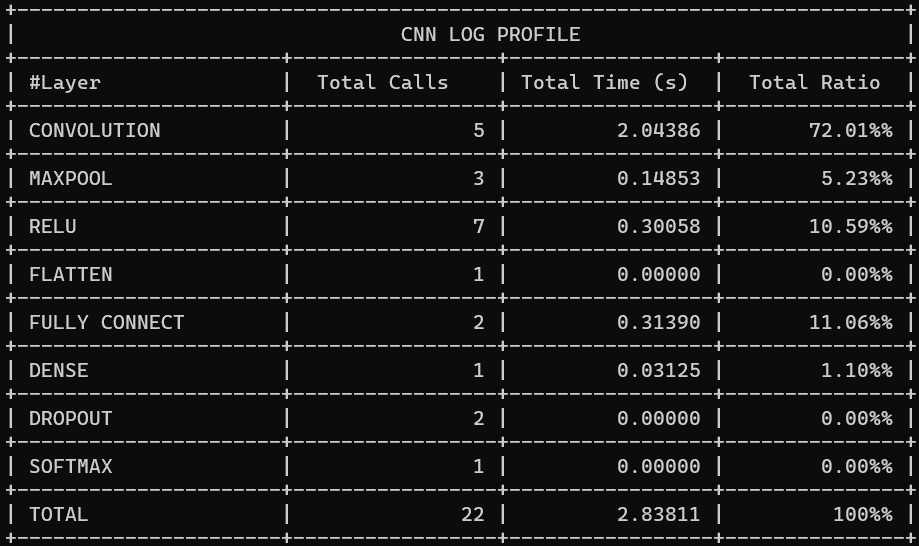 CNN LOG PROFILE
#Layer Total Calls Total Time (s) Total Ratio
CONVOLUTION 5 2.04386 72.01%%
MAXPOOL 3 0.14853 5.23%%
RELU 7 0.30058 10.59%%
FLATTEN 1 0.00000 0.00%%
FULLY CONNECT 2 0.31390 11.06%%
DENSE 1 0.03125 1.10%%
DROPOUT 2 0.00000 0.00%%
SOFTMAX 1 0.00000 0.00%%
TOTAL 22 2.83811 100%%